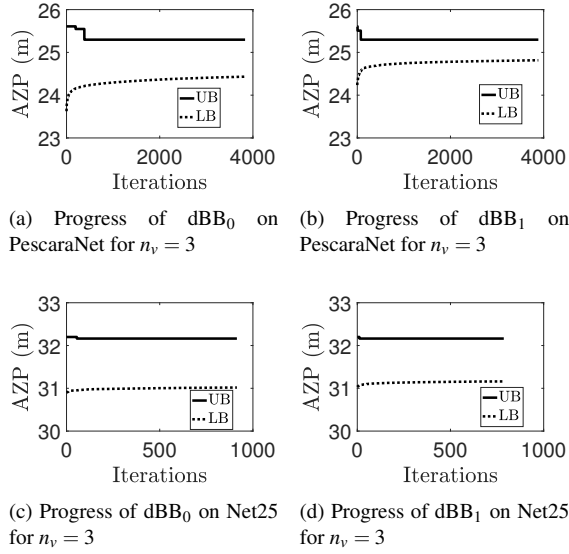 26
25
24
23
AZP (m)
UB
LB
0 2000 4000
Iterations
(a) Progress of dBB₀ on
PescaraNet for nᵥ = 3
26
25
24
23
AZP (m)
UB
LB
0 2000 4000
Iterations
(b) Progress of dBB₁ on
PescaraNet for nᵥ = 3
33
32
31
30
AZP (m)
UB
LB
0 500 1000
Iterations
(c) Progress of dBB₀ on Net25
for nᵥ = 3
33
32
31
30
AZP (m)
UB
LB
0 500 1000
Iterations
(d) Progress of dBB₁ on Net25
for nᵥ = 3